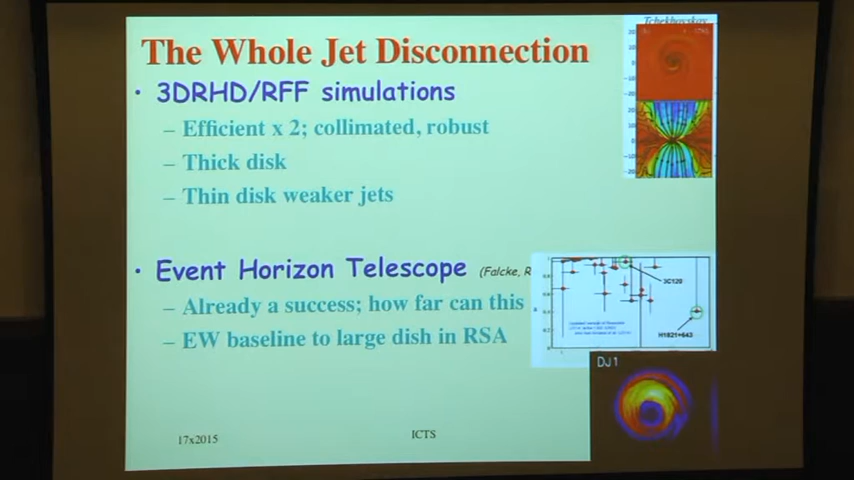 The Whole Jet Disconnection
Tchekhovskoy
• 3DRHD/RFF simulations
– Efficient x 2; collimated, robust
– Thick disk
– Thin disk weaker jets
• Event Horizon Telescope (Falcke, R
– Already a success; how far can this
– EW baseline to large dish in RSA
3C120
H1821+643
DJ1
17x2015
ICTS